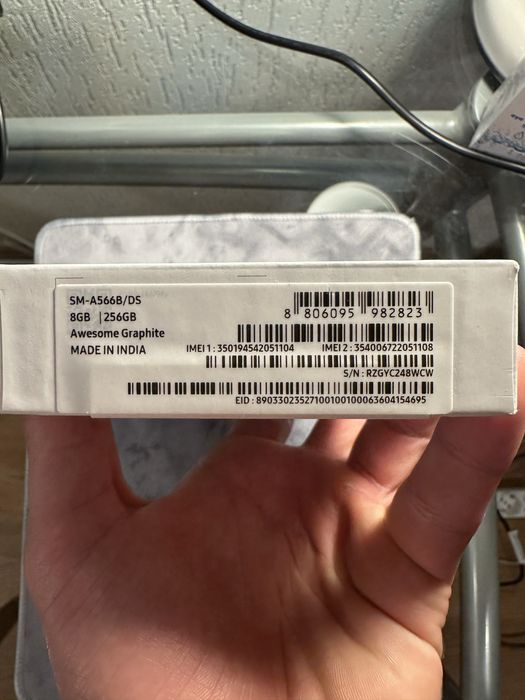 SM-A566B/DS
8GB | 256GB
Awesome Graphite
MADE IN INDIA
8 806095 982823
IMEI 1 : 350194542051104 IMEI 2 : 354006722051108
S/N : RZGYC248WCW
EID : 89033023527100100100063604154695